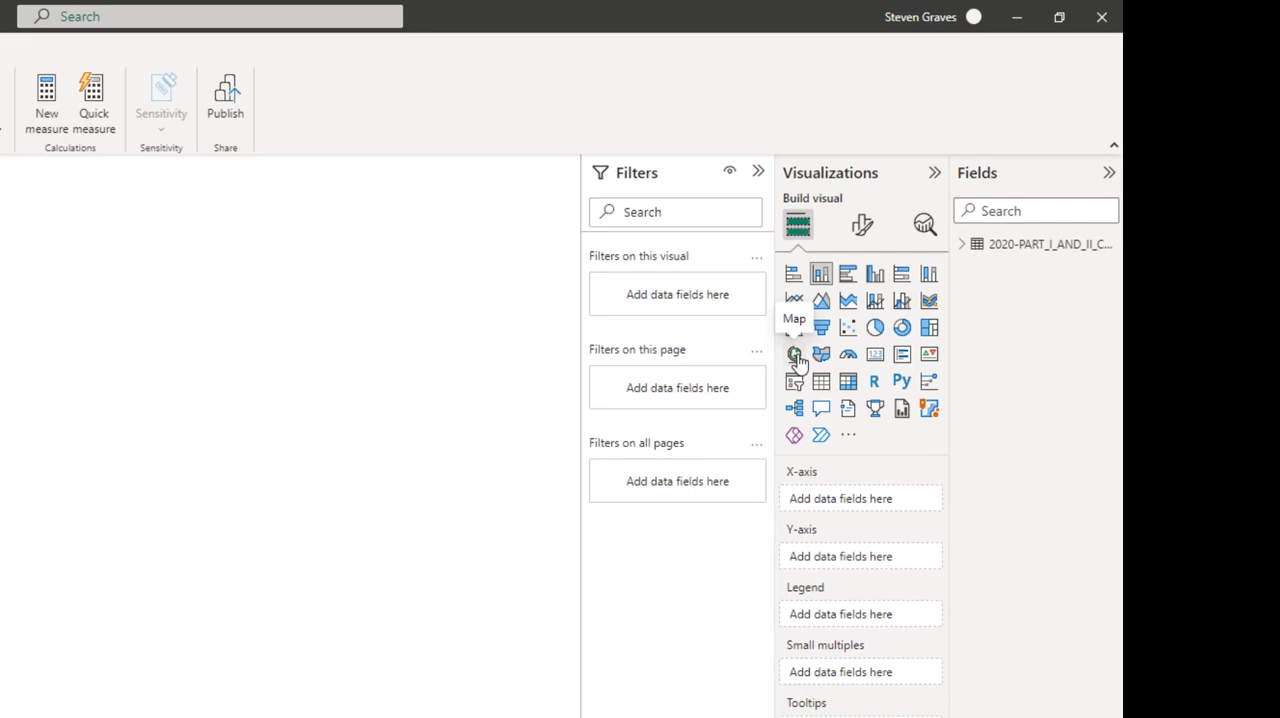 Search
Steven Graves
New measure
Quick measure
Sensitivity
Publish
Calculations
Sensitivity
Share
Filters
Search
Filters on this visual
...
Add data fields here
Filters on this page
...
Add data fields here
Filters on all pages
...
Add data fields here
Visualizations
Build visual
Map
123
R
Py
...
X-axis
Add data fields here
Y-axis
Add data fields here
Legend
Add data fields here
Small multiples
Add data fields here
Tooltips
Fields
Search
2020-PART_I_AND_II_C...